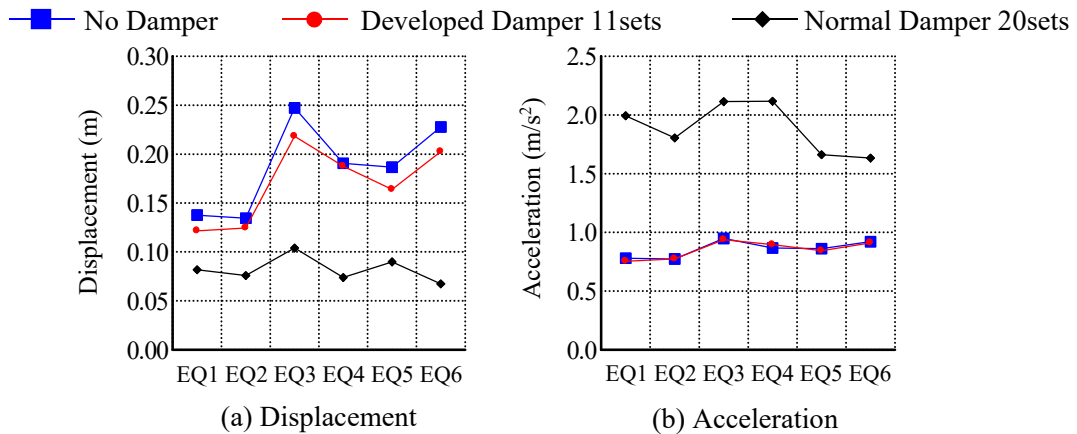 No Damper Developed Damper 11sets Normal Damper 20sets
Displacement (m)
0.30
0.25
0.20
0.15
0.10
0.05
0.00
EQ1 EQ2 EQ3 EQ4 EQ5 EQ6
(a) Displacement
Acceleration (m/s²)
2.5
2.0
1.5
1.0
0.5
0.0
EQ1 EQ2 EQ3 EQ4 EQ5 EQ6
(b) Acceleration